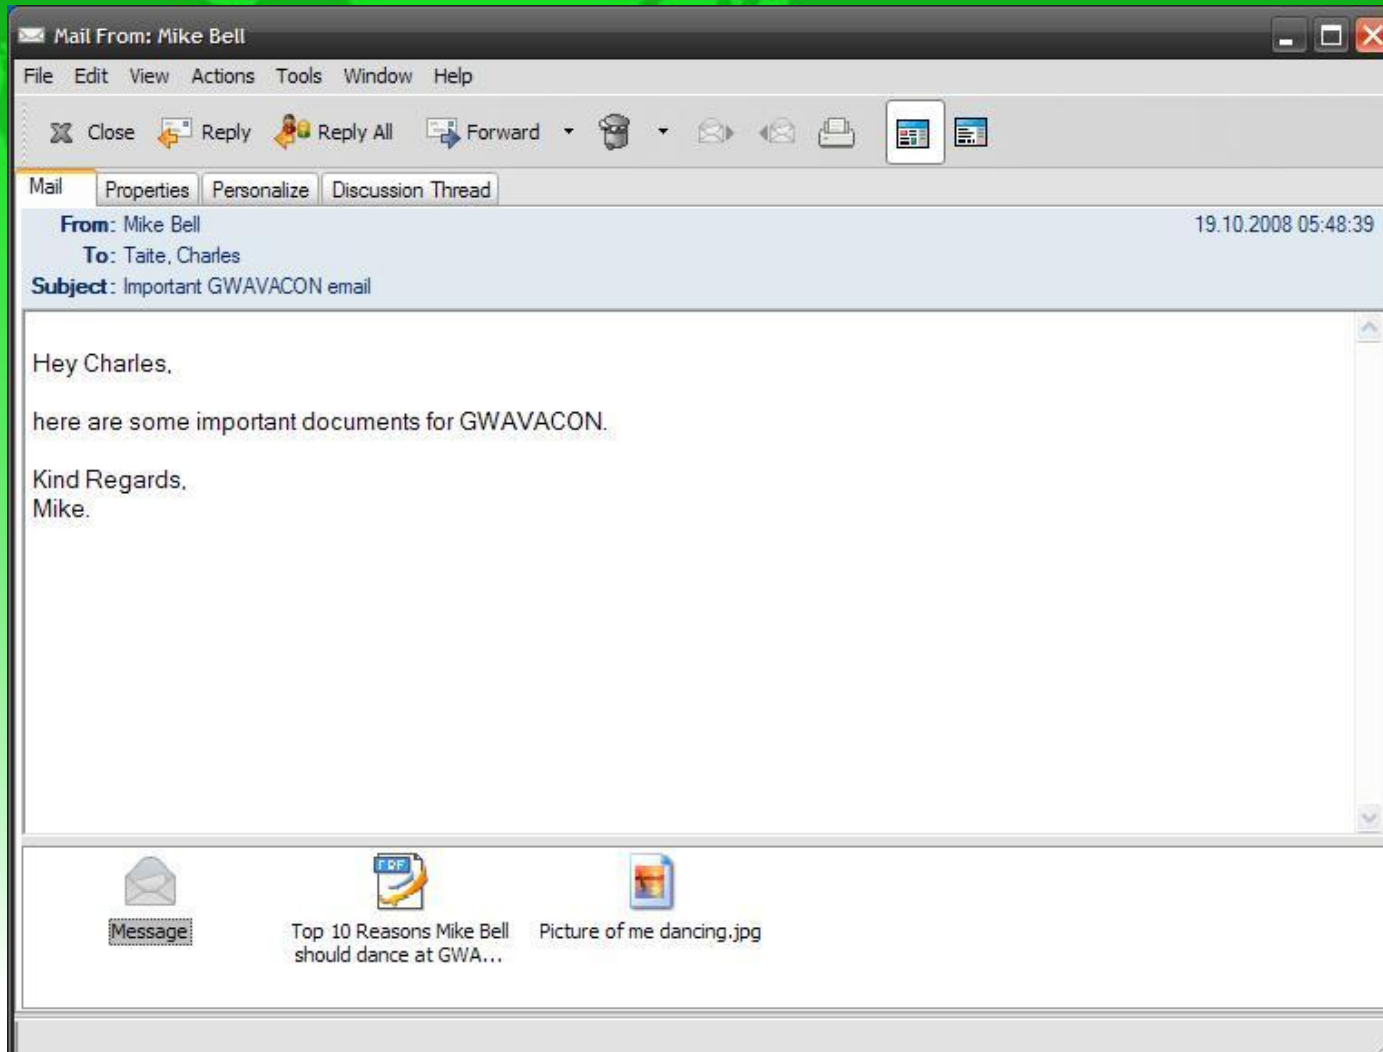 Mail From: Mike Bell
File Edit View Actions Tools Window Help
Close Reply Reply All Forward
Mail Properties Personalize Discussion Thread
From: Mike Bell 19.10.2008 05:48:39
To: Taite, Charles
Subject: Important GWAVACON email
Hey Charles,
here are some important documents for GWAVACON.
Kind Regards,
Mike.
PDF
Message Top 10 Reasons Mike Bell Picture of me dancing.jpg
should dance at GWA...